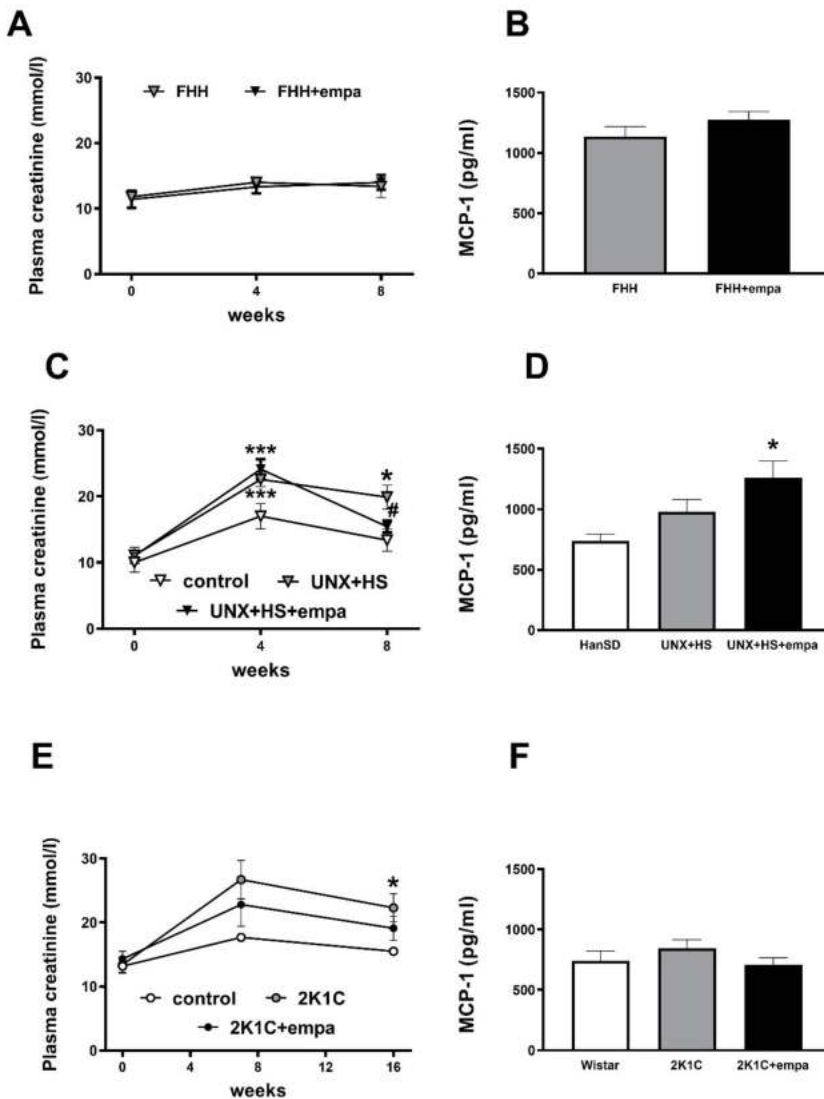 A
Plasma creatinine (mmol/l)
30
20
10
0
FHH FHH+empa
0 4 8
weeks
B
MCP-1 (pg/ml)
1500
1000
500
0
FHH FHH+empa
C
Plasma creatinine (mmol/l)
30
20
10
0
***
***
*
#
control UNX+HS
UNX+HS+empa
0 4 8
weeks
D
MCP-1 (pg/ml)
1500
1000
500
0
*
HanSD UNX+HS UNX+HS+empa
E
Plasma creatinine (mmol/l)
30
20
10
0
*
control 2K1C
2K1C+empa
0 4 8 12 16
weeks
F
MCP-1 (pg/ml)
1500
1000
500
0
Wistar 2K1C 2K1C+empa